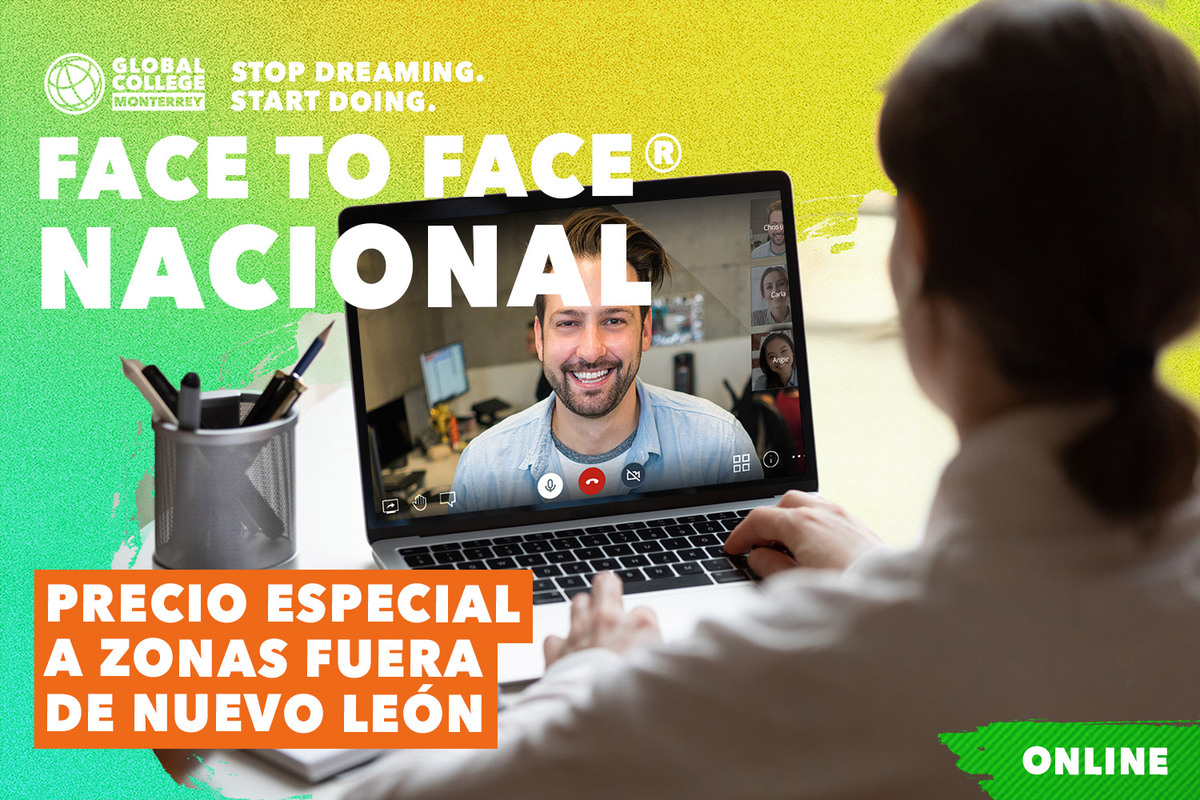 GLOBAL
COLLEGE
MONTERREY
STOP DREAMING.
START DOING.
FACE TO FACE®
NACIONAL
Carla
Angie
PRECIO ESPECIAL
A ZONAS FUERA
DE NUEVO LEÓN
ONLINE